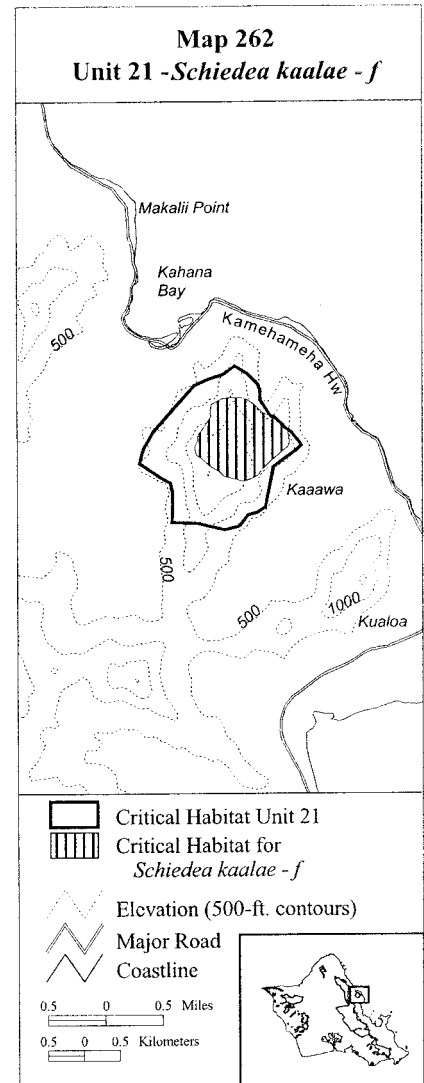 Map 262
Unit 21 -Schiedea kaalae - f
Makalii Point
Kahana
Bay
500
Kamehameha Hw
Kaaawa
500
500
1000
Kualoa
Critical Habitat Unit 21
Critical Habitat for
Schiedea kaalae - f
Elevation (500-ft. contours)
Major Road
Coastline
0.5 0 0.5 Miles
0.5 0 0.5 Kilometers